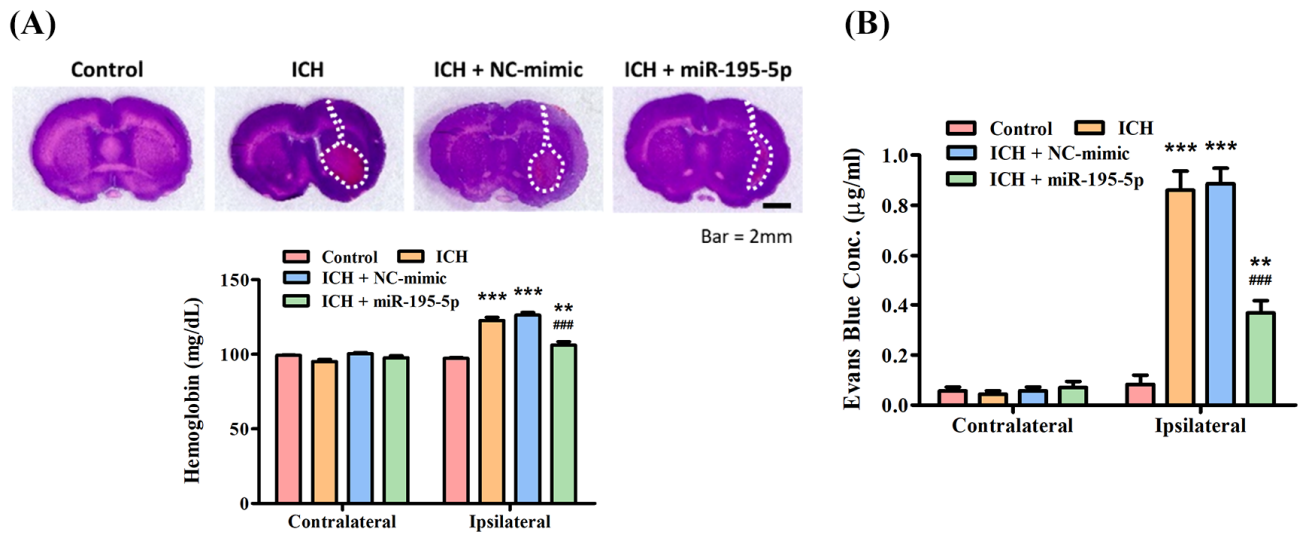 (A)
Control
ICH
ICH + NC-mimic
ICH + miR-195-5p
Bar = 2mm
Control
ICH
ICH + NC-mimic
ICH + miR-195-5p
Hemoglobin (mg/dL)
150
100
50
0
***
***
**
###
Contralateral
Ipsilateral
(B)
Control
ICH
ICH + NC-mimic
ICH + miR-195-5p
Evans Blue Conc. (μg/ml)
1.0
0.8
0.6
0.4
0.2
0.0
***
***
**
###
Contralateral
Ipsilateral